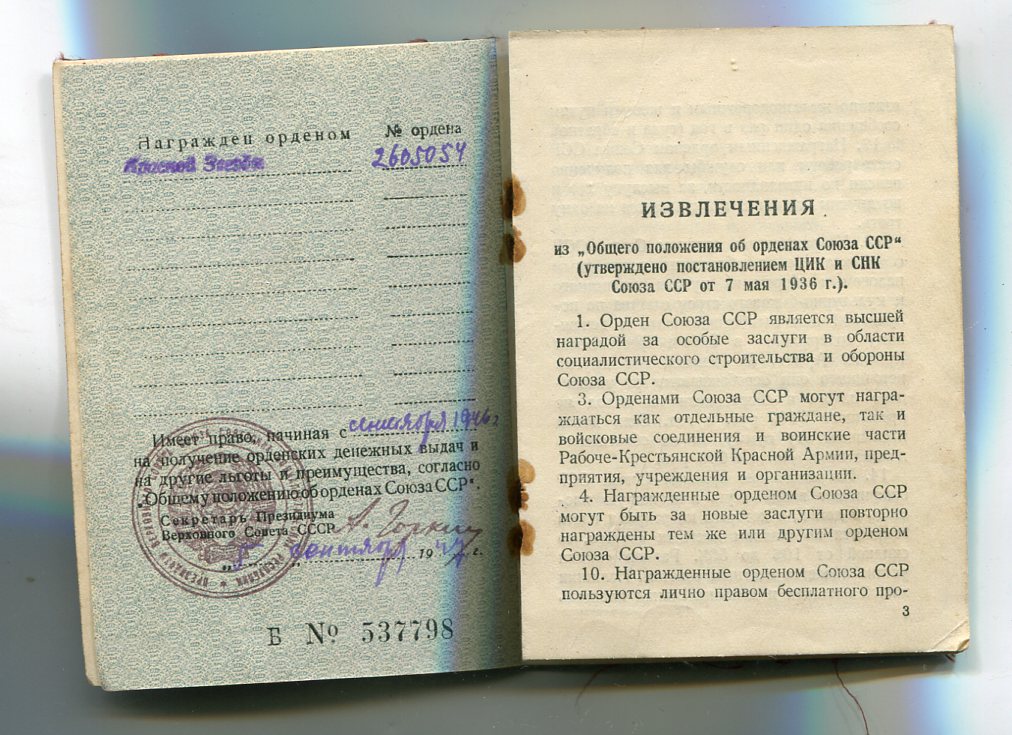 Награжден орденом
№ ордена
Красной Звезды
2605054
Имеет право, начиная с сентября 1946 г
на получение орденских денежных выдач и
на другие льготы и преимущества, согласно
„Общему положению об орденах Союза ССР“.
Секретарь Президиума
Верховного Совета СССР А. Горкин
сентября 1947 г.
Б № 537798
ИЗВЛЕЧЕНИЯ
из „Общего положения об орденах Союза ССР“
(утверждено постановлением ЦИК и СНК
Союза ССР от 7 мая 1936 г.).
1. Орден Союза ССР является высшей
наградой за особые заслуги в области
социалистического строительства и обороны
Союза ССР.
3. Орденами Союза ССР могут награ-
ждаться как отдельные граждане, так и
войсковые соединения и воинские части
Рабоче-Крестьянской Красной Армии, пред-
приятия, учреждения и организации.
4. Награжденные орденом Союза ССР
могут быть за новые заслуги повторно
награждены тем же или другим орденом
Союза ССР.
10. Награжденные орденом Союза ССР
пользуются лично правом бесплатного про-
3